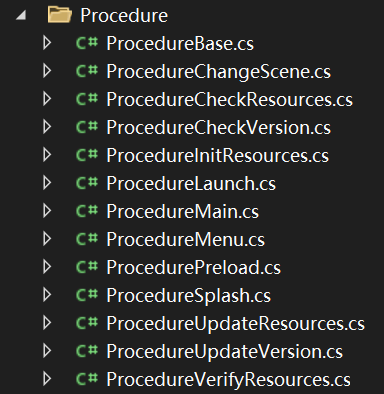 Procedure
C# ProcedureBase.cs
C# ProcedureChangeScene.cs
C# ProcedureCheckResources.cs
C# ProcedureCheckVersion.cs
C# ProcedureInitResources.cs
C# ProcedureLaunch.cs
C# ProcedureMain.cs
C# ProcedureMenu.cs
C# ProcedurePreload.cs
C# ProcedureSplash.cs
C# ProcedureUpdateResources.cs
C# ProcedureUpdateVersion.cs
C# ProcedureVerifyResources.cs